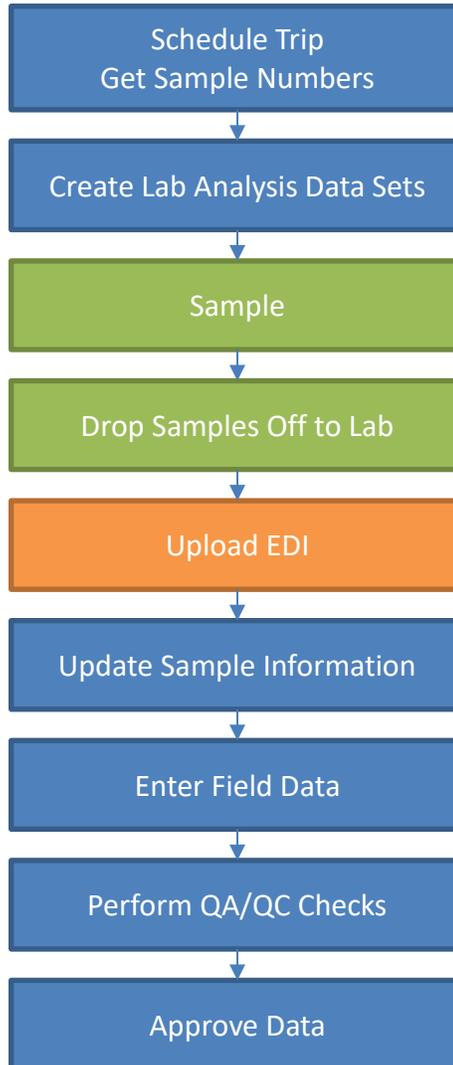 Schedule Trip
Get Sample Numbers
Create Lab Analysis Data Sets
Sample
Drop Samples Off to Lab
Upload EDI
Update Sample Information
Enter Field Data
Perform QA/QC Checks
Approve Data